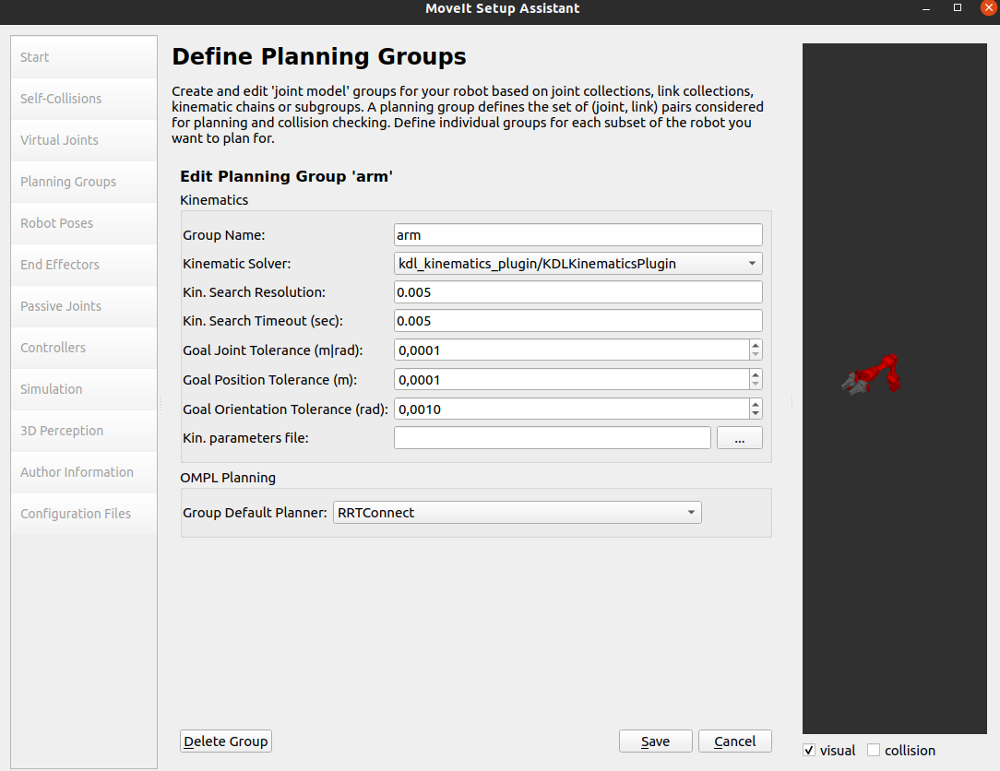 MoveIt Setup Assistant
Start
Self-Collisions
Virtual Joints
Planning Groups
Robot Poses
End Effectors
Passive Joints
Controllers
Simulation
3D Perception
Author Information
Configuration Files
Define Planning Groups
Create and edit 'joint model' groups for your robot based on joint collections, link collections,
kinematic chains or subgroups. A planning group defines the set of (joint, link) pairs considered
for planning and collision checking. Define individual groups for each subset of the robot you
want to plan for.
Edit Planning Group 'arm'
Kinematics
Group Name: arm
Kinematic Solver: kdl_kinematics_plugin/KDLKinematicsPlugin
Kin. Search Resolution: 0.005
Kin. Search Timeout (sec): 0.005
Goal Joint Tolerance (m|rad): 0,0001
Goal Position Tolerance (m): 0,0001
Goal Orientation Tolerance (rad): 0,0010
Kin. parameters file: ...
OMPL Planning
Group Default Planner: RRTConnect
Delete Group Save Cancel
visual collision